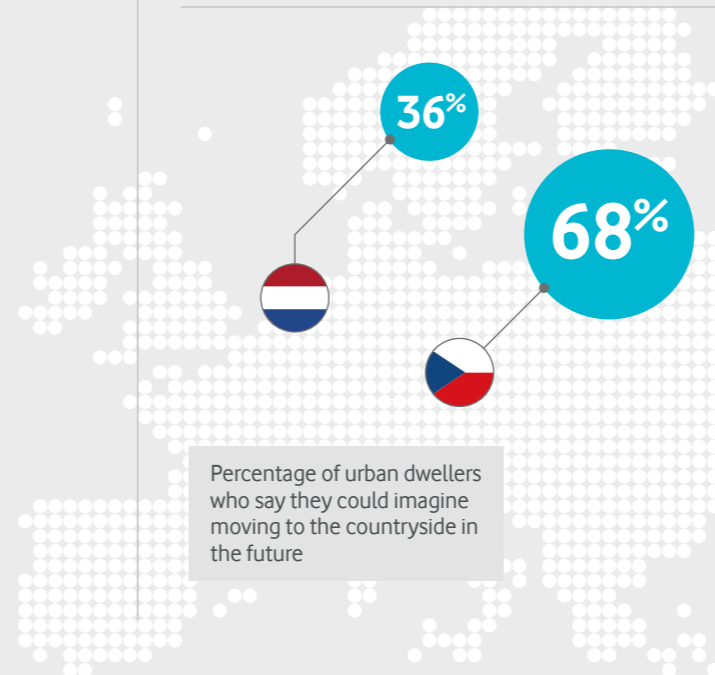 36%
68%
Percentage of urban dwellers
who say they could imagine
moving to the countryside in
the future